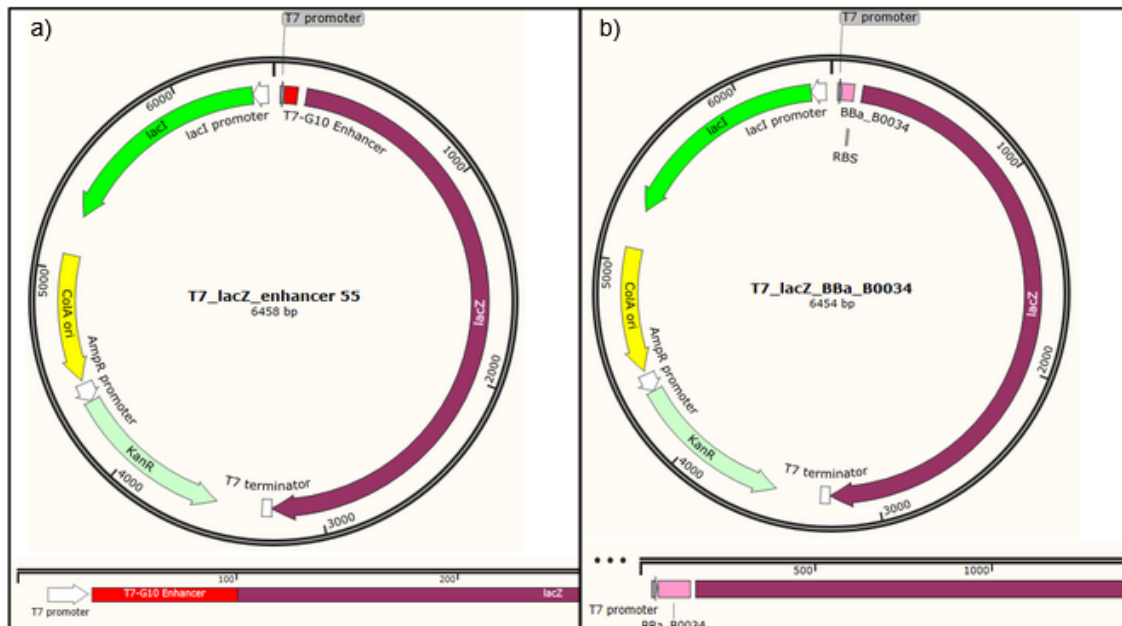 a)
T7 promoter
6000
lacI
lacI promoter
T7-G10 Enhancer
1000
5000
ColA ori
T7_lacZ_enhancer 55
6458 bp
lacZ
AmpR promoter
2000
KanR
4000
T7 terminator
3000
100
200
T7 promoter
T7-G10 Enhancer
lacZ
b)
T7 promoter
6000
lacI
lacI promoter
BBa_B0034
RBS
1000
5000
ColA ori
T7_lacZ_BBa_B0034
6454 bp
lacZ
AmpR promoter
2000
KanR
4000
T7 terminator
3000
500
1000
T7 promoter
BBa_B0034